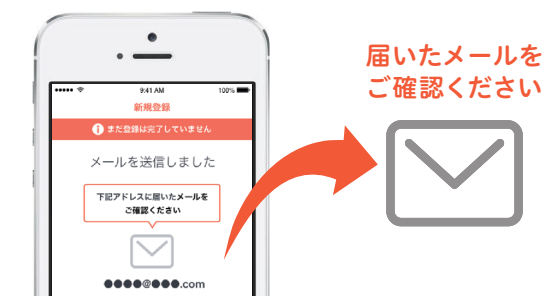 9:41 AM
100%
新規登録
まだ登録は完了していません
メールを送信しました
下記アドレスに届いたメールを
ご確認ください
●●●●@●●●.com
届いたメールを
ご確認ください